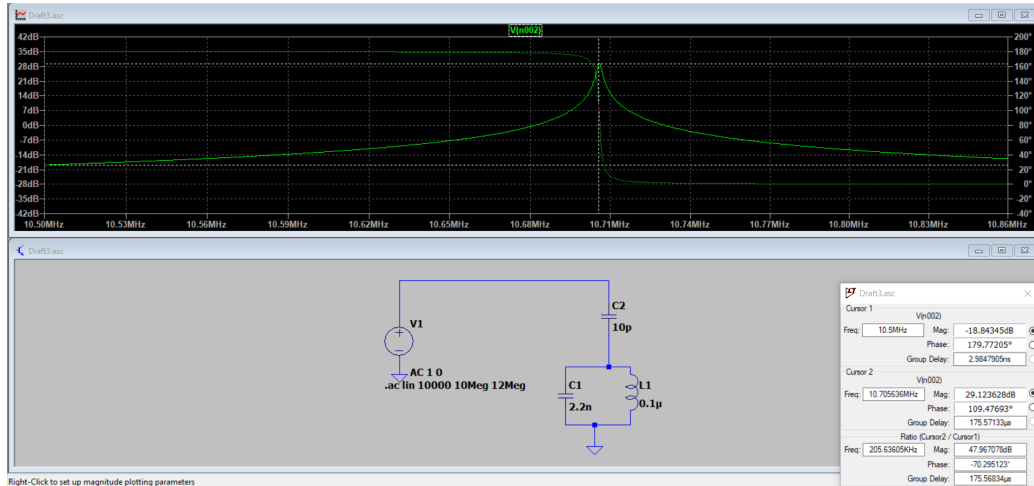 Draft3.asc
V(n002)
42dB
35dB
28dB
21dB
14dB
7dB
0dB
-7dB
-14dB
-21dB
-28dB
-35dB
-42dB
200°
180°
160°
140°
120°
100°
80°
60°
40°
20°
0°
-20°
-40°
10.50MHz 10.53MHz 10.56MHz 10.59MHz 10.62MHz 10.65MHz 10.68MHz 10.71MHz 10.74MHz 10.77MHz 10.80MHz 10.83MHz 10.86MHz
Draft3.asc
V1
AC 1 0
.ac lin 10000 10Meg 12Meg
C2
10p
C1
2.2n
L1
0.1µ
Draft3.asc
Cursor 1
V(n002)
Freq: 10.5MHz Mag: -18.84345dB
Phase: 179.77205°
Group Delay: 2.9847905ns
Cursor 2
V(n002)
Freq: 10.705636MHz Mag: 29.123628dB
Phase: 109.47693°
Group Delay: 175.57133µs
Ratio (Cursor2 / Cursor1)
Freq: 205.63605KHz Mag: 47.967078dB
Phase: -70.295123°
Group Delay: 175.56834µs
Right-Click to set up magnitude plotting parameters